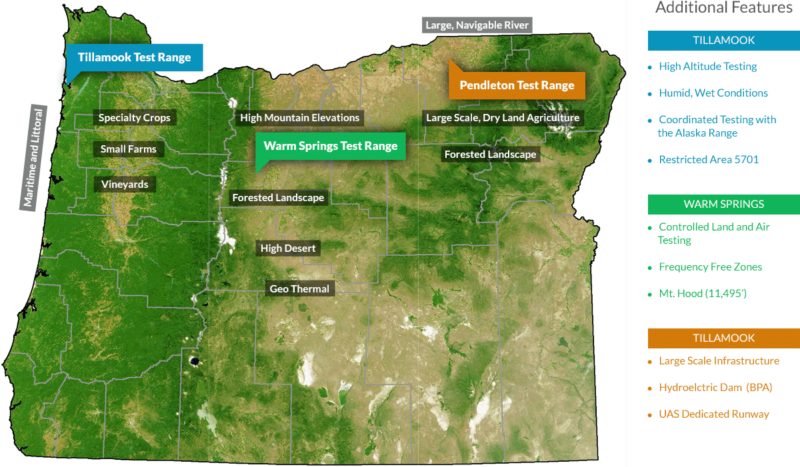 Large, Navigable River
Tillamook Test Range
Pendleton Test Range
Maritime and Littoral
Specialty Crops
High Mountain Elevations
Large Scale, Dry Land Agriculture
Small Farms
Warm Springs Test Range
Forested Landscape
Vineyards
Forested Landscape
High Desert
Geo Thermal
Additional Features
TILLAMOOK
High Altitude Testing
Humid, Wet Conditions
Coordinated Testing with
the Alaska Range
Restricted Area 5701
WARM SPRINGS
Controlled Land and Air
Testing
Frequency Free Zones
Mt. Hood (11,495')
TILLAMOOK
Large Scale Infrastructure
Hydroelctric Dam (BPA)
UAS Dedicated Runway